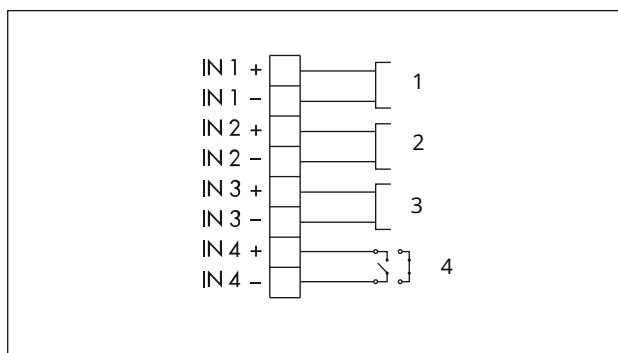 IN 1 +
1
IN 1 −
IN 2 +
2
IN 2 −
IN 3 +
3
IN 3 −
IN 4 +
4
IN 4 −